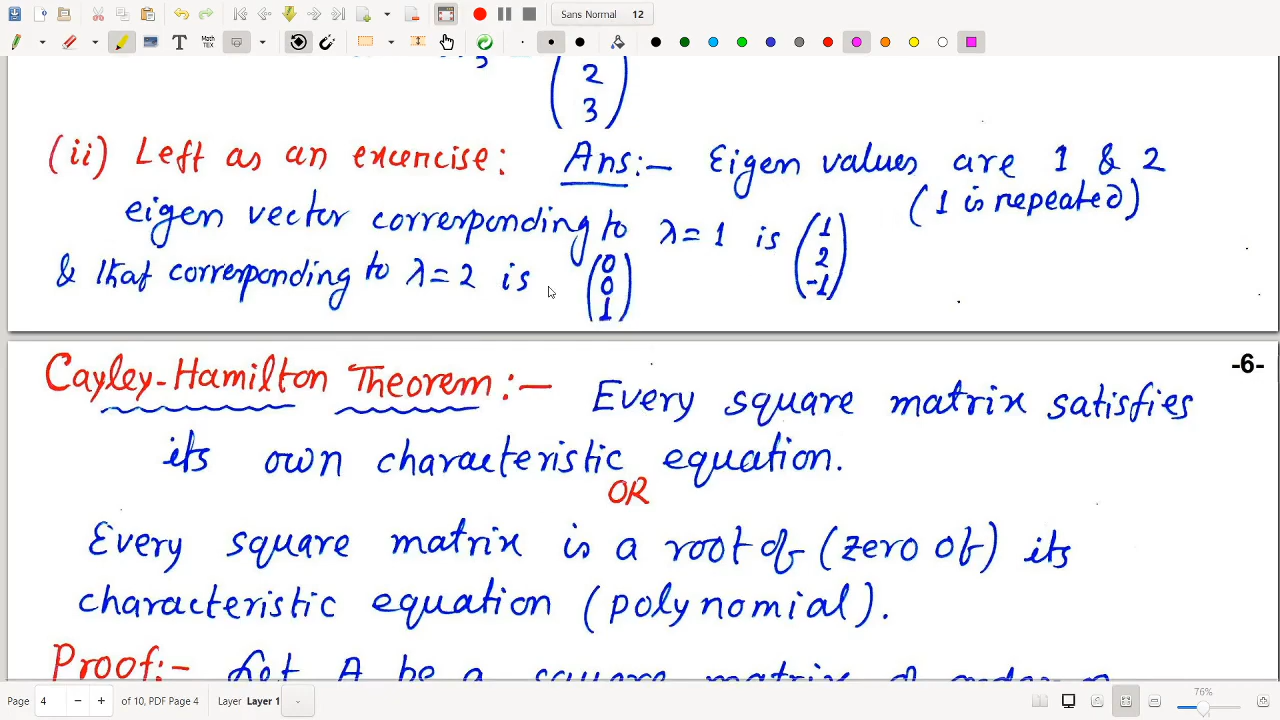 Sans Normal 12
MATH
TEX
2
3
(ii) Left as an excercise: Ans:- Eigen values are 1 & 2
(1 is repeated)
eigen vector corresponding to λ=1 is (1 2 -1)
& that corresponding to λ=2 is (0 0 1)
-6-
Cayley-Hamilton Theorem:- Every square matrix satisfies
its own characteristic equation.
OR
Every square matrix is a root of (zero of) its
characteristic equation (polynomial).
Proof:- Let A be a square matrix of order n
Page 4 of 10, PDF Page 4 Layer Layer 1 76%